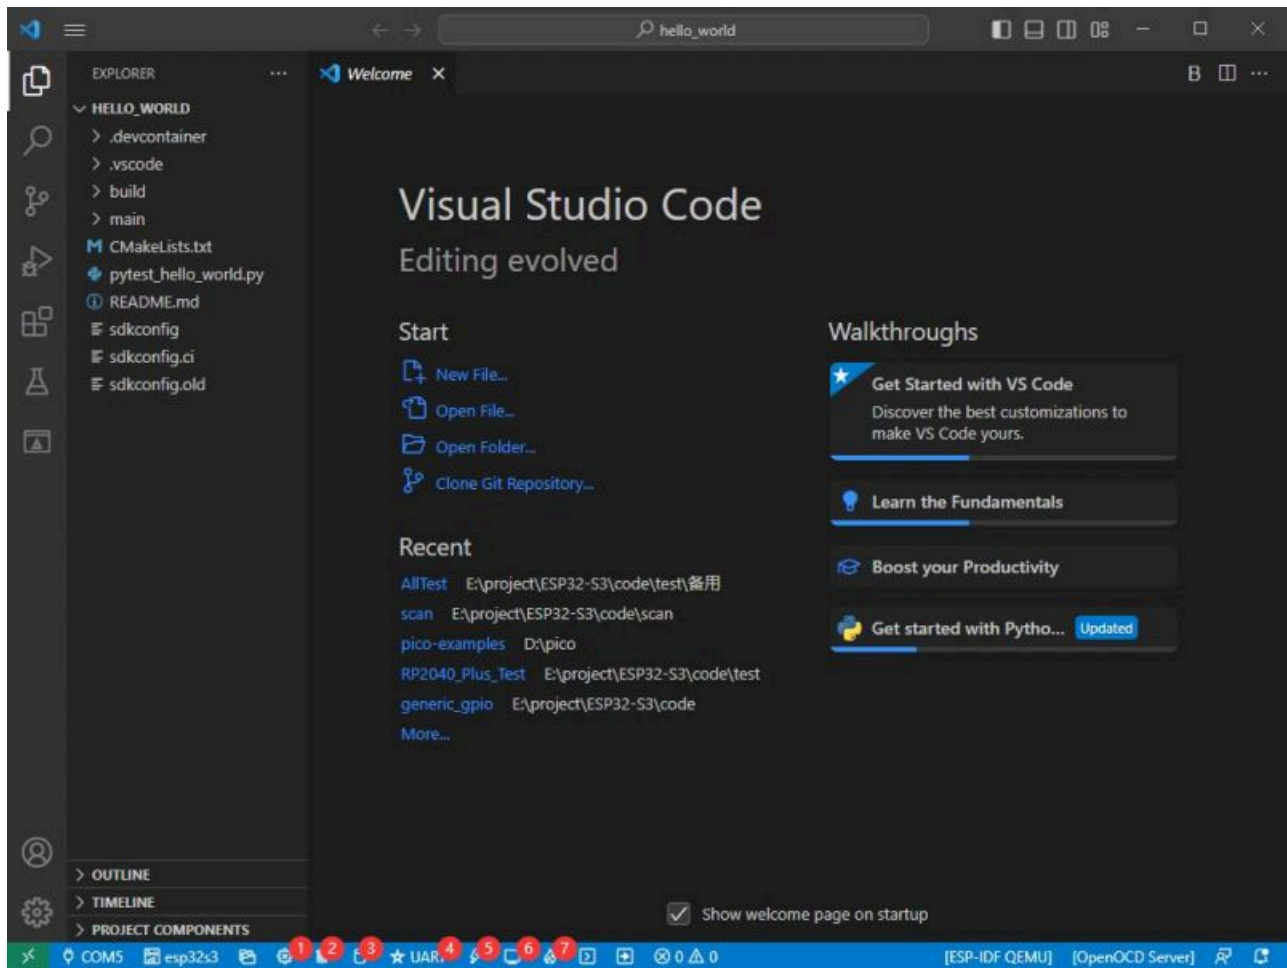 hello_world
EXPLORER
Welcome
HELLO_WORLD
.devcontainer
.vscode
build
main
CMakeLists.txt
pytest_hello_world.py
README.md
sdkconfig
sdkconfig.ci
sdkconfig.old
OUTLINE
TIMELINE
PROJECT COMPONENTS
Visual Studio Code
Editing evolved
Start
New File...
Open File...
Open Folder...
Clone Git Repository...
Recent
AllTest E:\project\ESP32-S3\code\test\备用
scan E:\project\ESP32-S3\code\scan
pico-examples D:\pico
RP2040_Plus_Test E:\project\ESP32-S3\code\test
generic_gpio E:\project\ESP32-S3\code
More...
Walkthroughs
Get Started with VS Code
Discover the best customizations to
make VS Code yours.
Learn the Fundamentals
Boost your Productivity
Get started with Pytho... Updated
Show welcome page on startup
COM5 esp32s3 1 2 3 UART 4 5 6 7 0 0 [ESP-IDF QEMU] [OpenOCD Server]